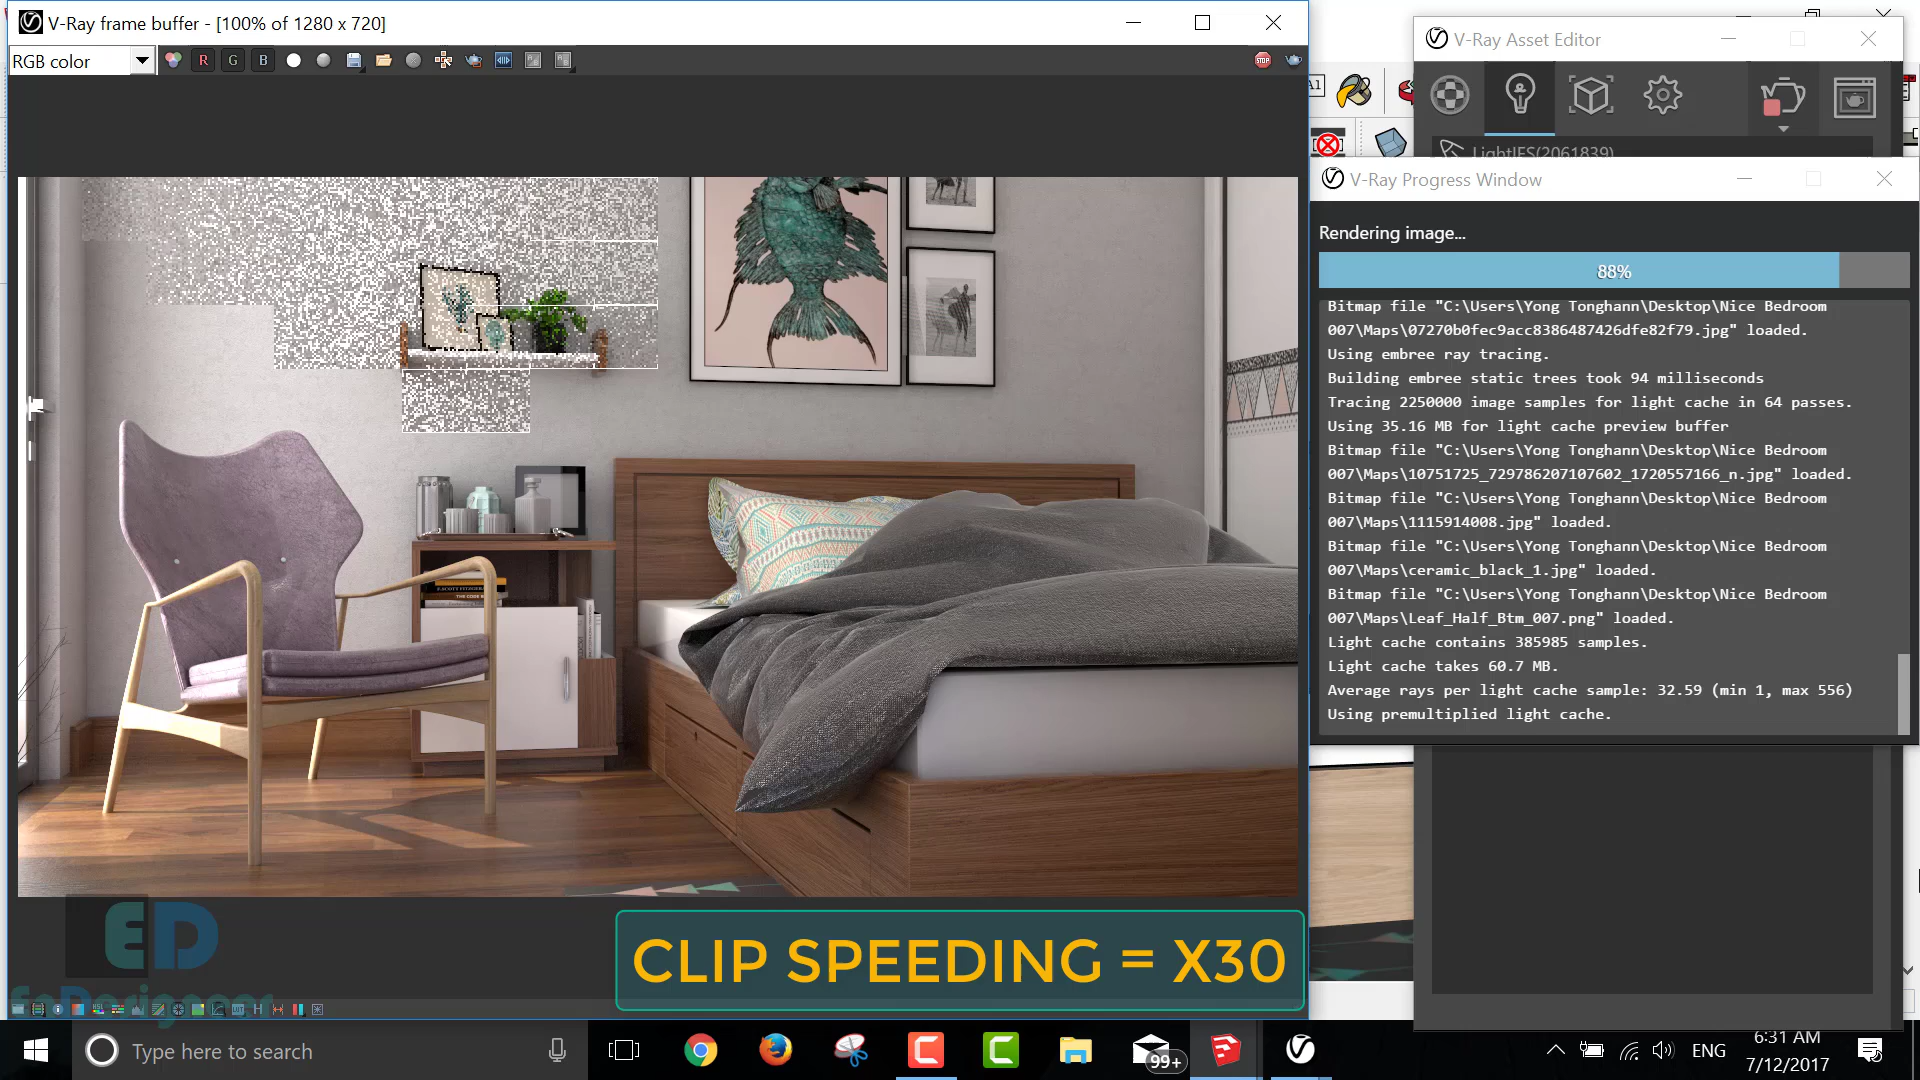 V-Ray frame buffer - [100% of 1280 x 720]
RGB color
R G B
STOP
V-Ray Asset Editor
LightIES(2061839)
V-Ray Progress Window
Rendering image...
88%
Bitmap file "C:\Users\Yong Tonghann\Desktop\Nice Bedroom
007\Maps\07270b0fec9acc8386487426dfe82f79.jpg" loaded.
Using embree ray tracing.
Building embree static trees took 94 milliseconds
Tracing 2250000 image samples for light cache in 64 passes.
Using 35.16 MB for light cache preview buffer
Bitmap file "C:\Users\Yong Tonghann\Desktop\Nice Bedroom
007\Maps\10751725_729786207107602_1720557166_n.jpg" loaded.
Bitmap file "C:\Users\Yong Tonghann\Desktop\Nice Bedroom
007\Maps\1115914008.jpg" loaded.
Bitmap file "C:\Users\Yong Tonghann\Desktop\Nice Bedroom
007\Maps\ceramic_black_1.jpg" loaded.
Bitmap file "C:\Users\Yong Tonghann\Desktop\Nice Bedroom
007\Maps\Leaf_Half_Btm_007.png" loaded.
Light cache contains 385985 samples.
Light cache takes 60.7 MB.
Average rays per light cache sample: 32.59 (min 1, max 556)
Using premultiplied light cache.
ED
CLIP SPEEDING = X30
Type here to search
99+
ENG
6:31 AM
7/12/2017